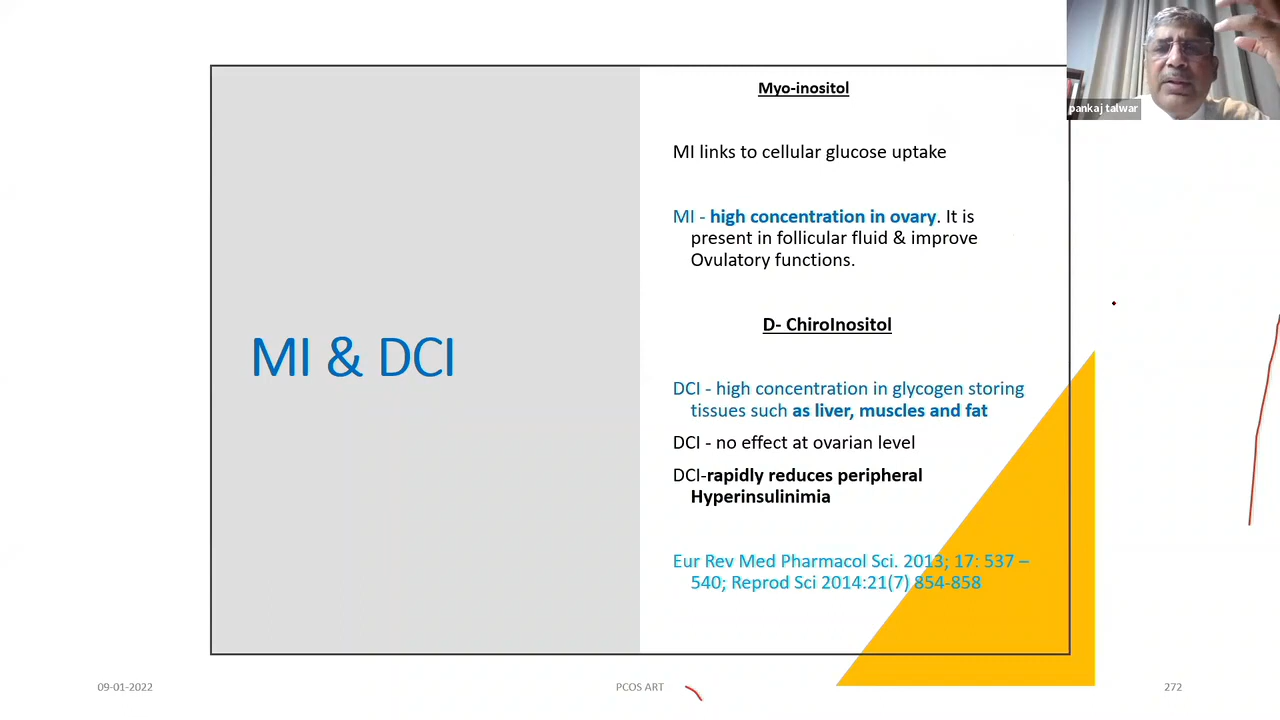 Myo-inositol
pankaj talwar
MI links to cellular glucose uptake
MI - high concentration in ovary. It is
present in follicular fluid & improve
Ovulatory functions.
D- ChiroInositol
MI & DCI
DCI - high concentration in glycogen storing
tissues such as liver, muscles and fat
DCI - no effect at ovarian level
DCI-rapidly reduces peripheral
Hyperinsulinimia
Eur Rev Med Pharmacol Sci. 2013; 17: 537 –
540; Reprod Sci 2014:21(7) 854-858
09-01-2022
PCOS ART
272